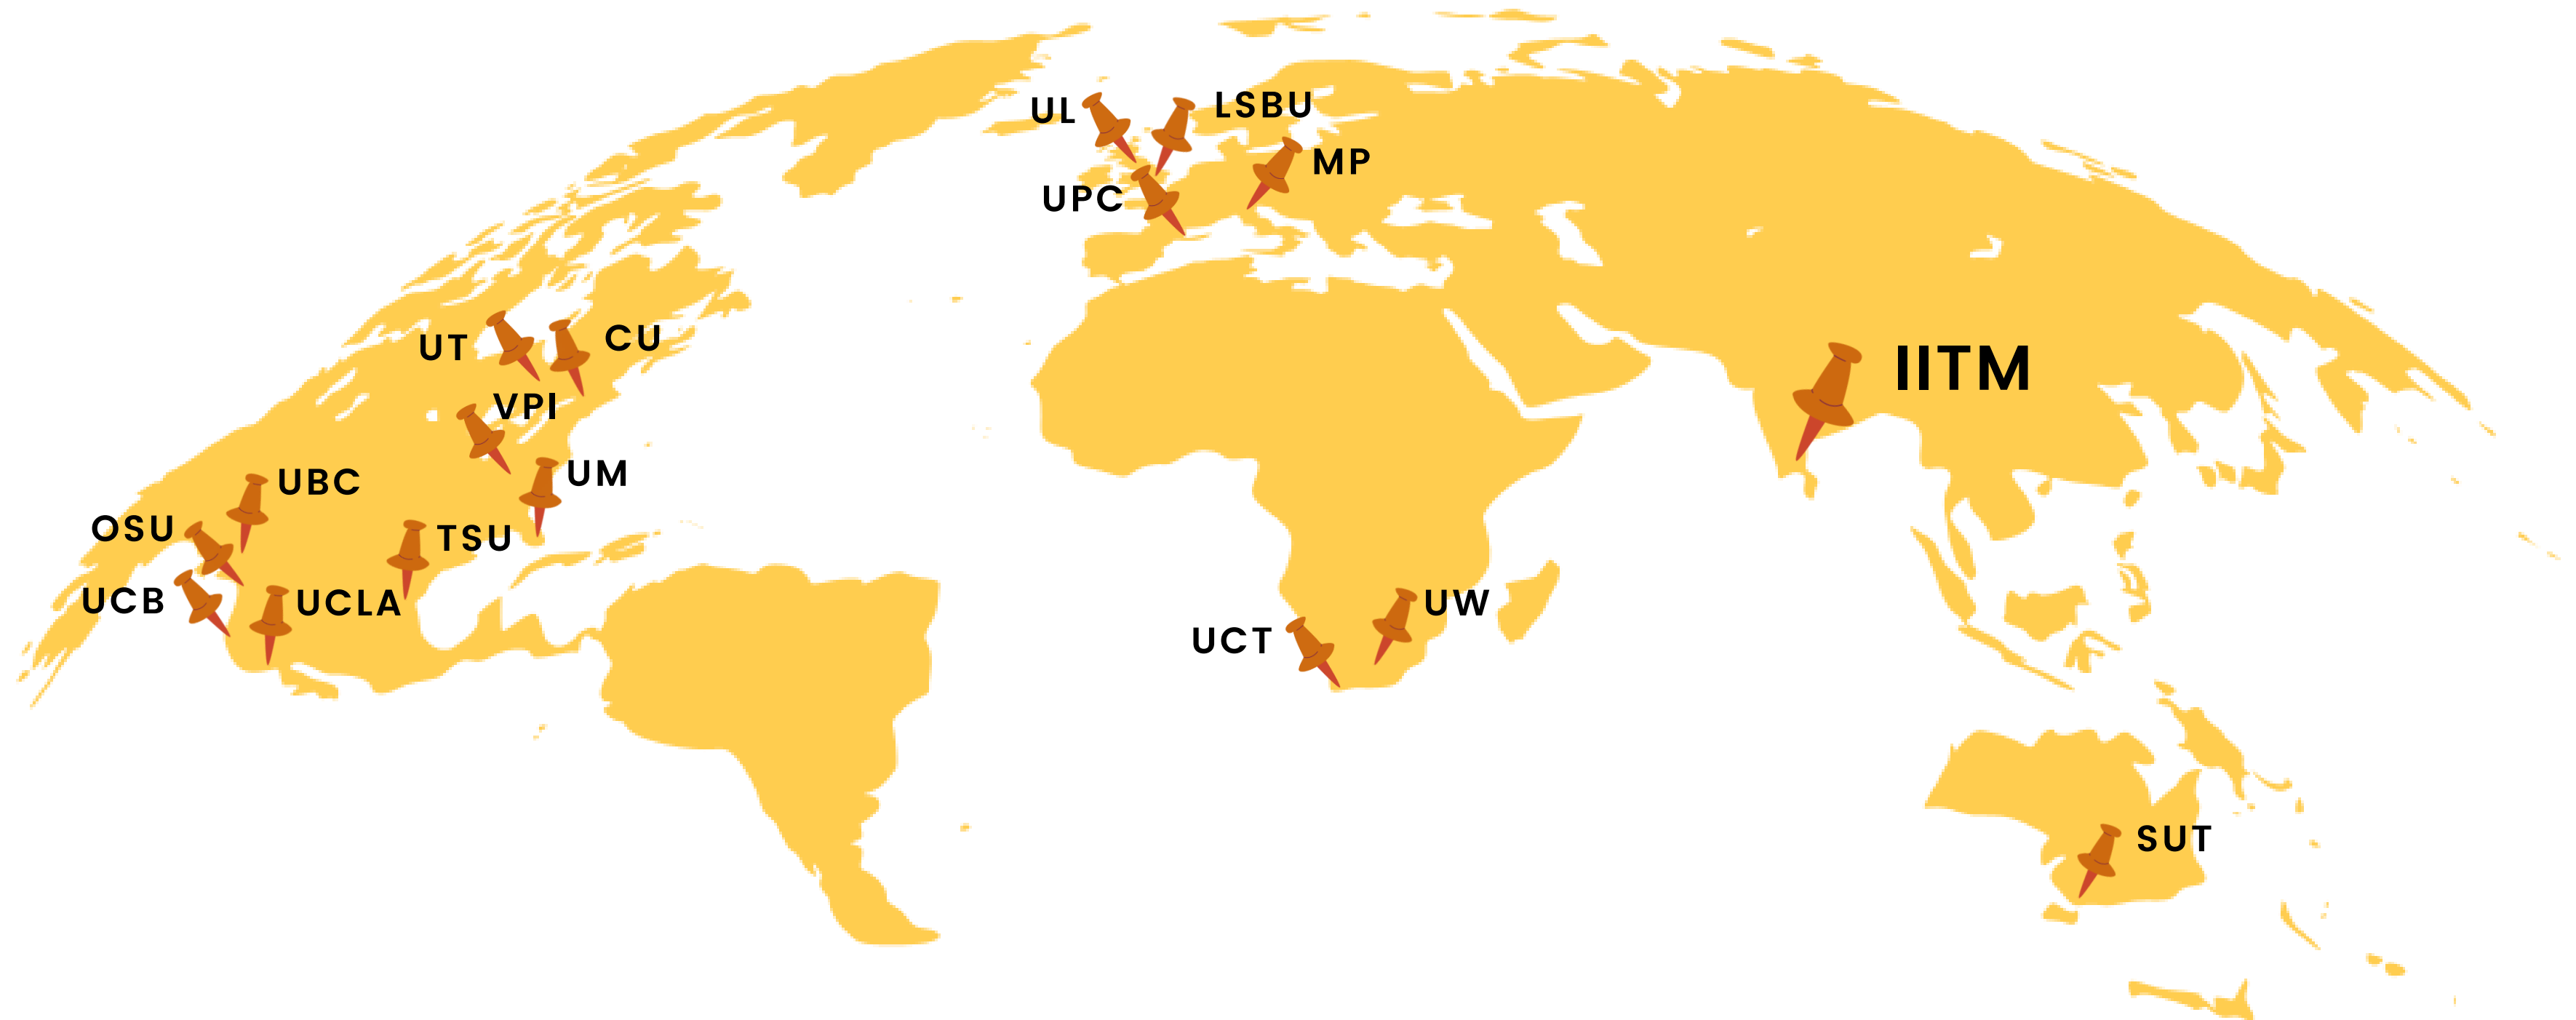 UL
LSBU
MP
UPC
UT
CU
IITM
VPI
UM
UBC
OSU
TSU
UCB
UCLA
UW
UCT
SUT